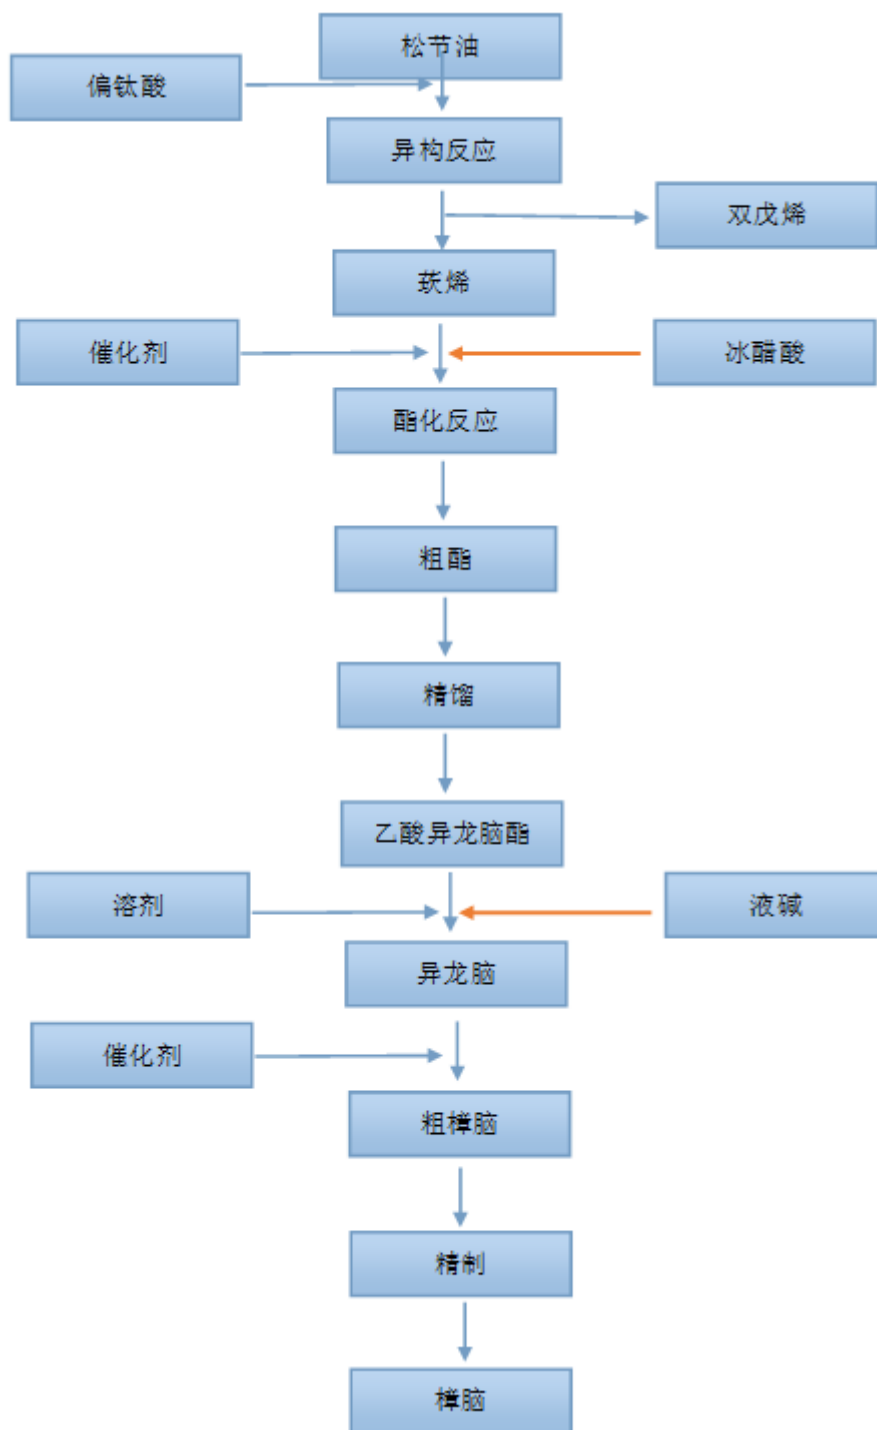 松节油
偏钛酸
异构反应
双戊烯
莰烯
催化剂
冰醋酸
酯化反应
粗酯
精馏
乙酸异龙脑酯
溶剂
液碱
异龙脑
催化剂
粗樟脑
精制
樟脑